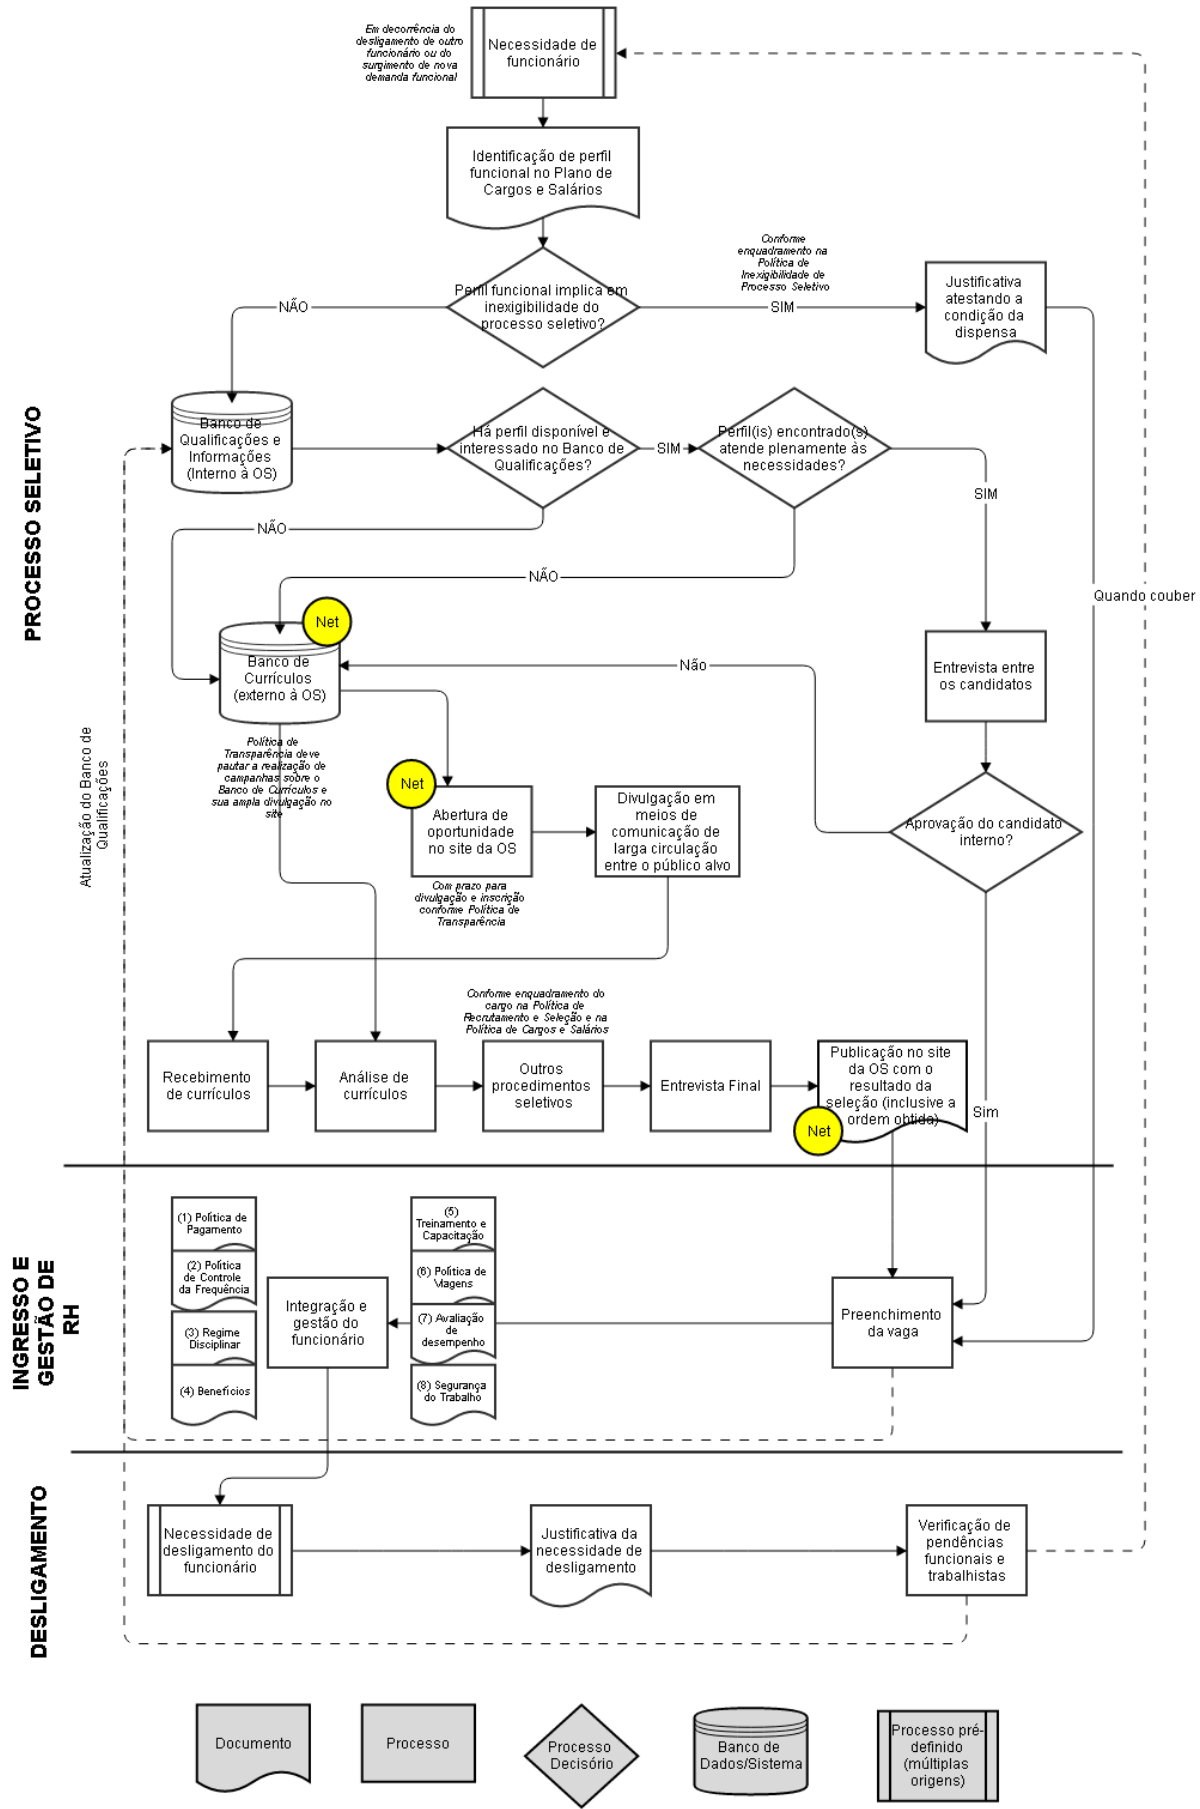 Em decorrência do
desligamento de outro
funcionário ou do
surgimento de nova
demanda funcional
Necessidade de
funcionário
Identificação de perfil
funcional no Plano de
Cargos e Salários
Perfil funcional implica em
inexigibilidade do
processo seletivo?
NÃO
Conforme
enquadramento na
Política de
Inexigibilidade de
Processo Seletivo
SIM
Justificativa
atestando a
condição da
dispensa
PROCESSO SELETIVO
Banco de
Qualificações e
Informações
(Interno à OS)
Há perfil disponível e
interessado no Banco de
Qualificações?
SIM
Perfil(is) encontrado(s)
atende plenamente às
necessidades?
SIM
NÃO
NÃO
Quando couber
Net
Banco de
Currículos
(externo à OS)
Não
Entrevista entre
os candidatos
Atualização do Banco de
Qualificações
Política de
Transparência deve
pautar a realização de
campanhas sobre o
Banco de Currículos e
sua ampla divulgação no
site
Net
Abertura de
oportunidade
no site da OS
Com prazo para
divulgação e inscrição
conforme Política de
Transparência
Divulgação em
meios de
comunicação de
larga circulação
entre o público alvo
Aprovação do candidato
interno?
Conforme enquadramento do
cargo na Política de
Recrutamento e Seleção e na
Política de Cargos e Salários
Recebimento
de currículos
Análise de
currículos
Outros
procedimentos
seletivos
Entrevista Final
Publicação no site
da OS com o
resultado da
seleção (inclusive a
ordem obtida)
Net
Sim
INGRESSO E
GESTÃO DE
RH
(1) Política de
Pagamento
(2) Política
de Controle
da Frequência
(3) Regime
Disciplinar
(4) Benefícios
Integração e
gestão do
funcionário
(5)
Treinamento e
Capacitação
(6) Política de
Viagens
(7) Avaliação
de
desempenho
(8) Segurança
do Trabalho
Preenchimento
da vaga
DESLIGAMENTO
Necessidade de
desligamento do
funcionário
Justificativa da
necessidade de
desligamento
Verificação de
pendências
funcionais e
trabalhistas
Documento
Processo
Processo
Decisório
Banco de
Dados/Sistema
Processo pré-
definido
(múltiplas
origens)